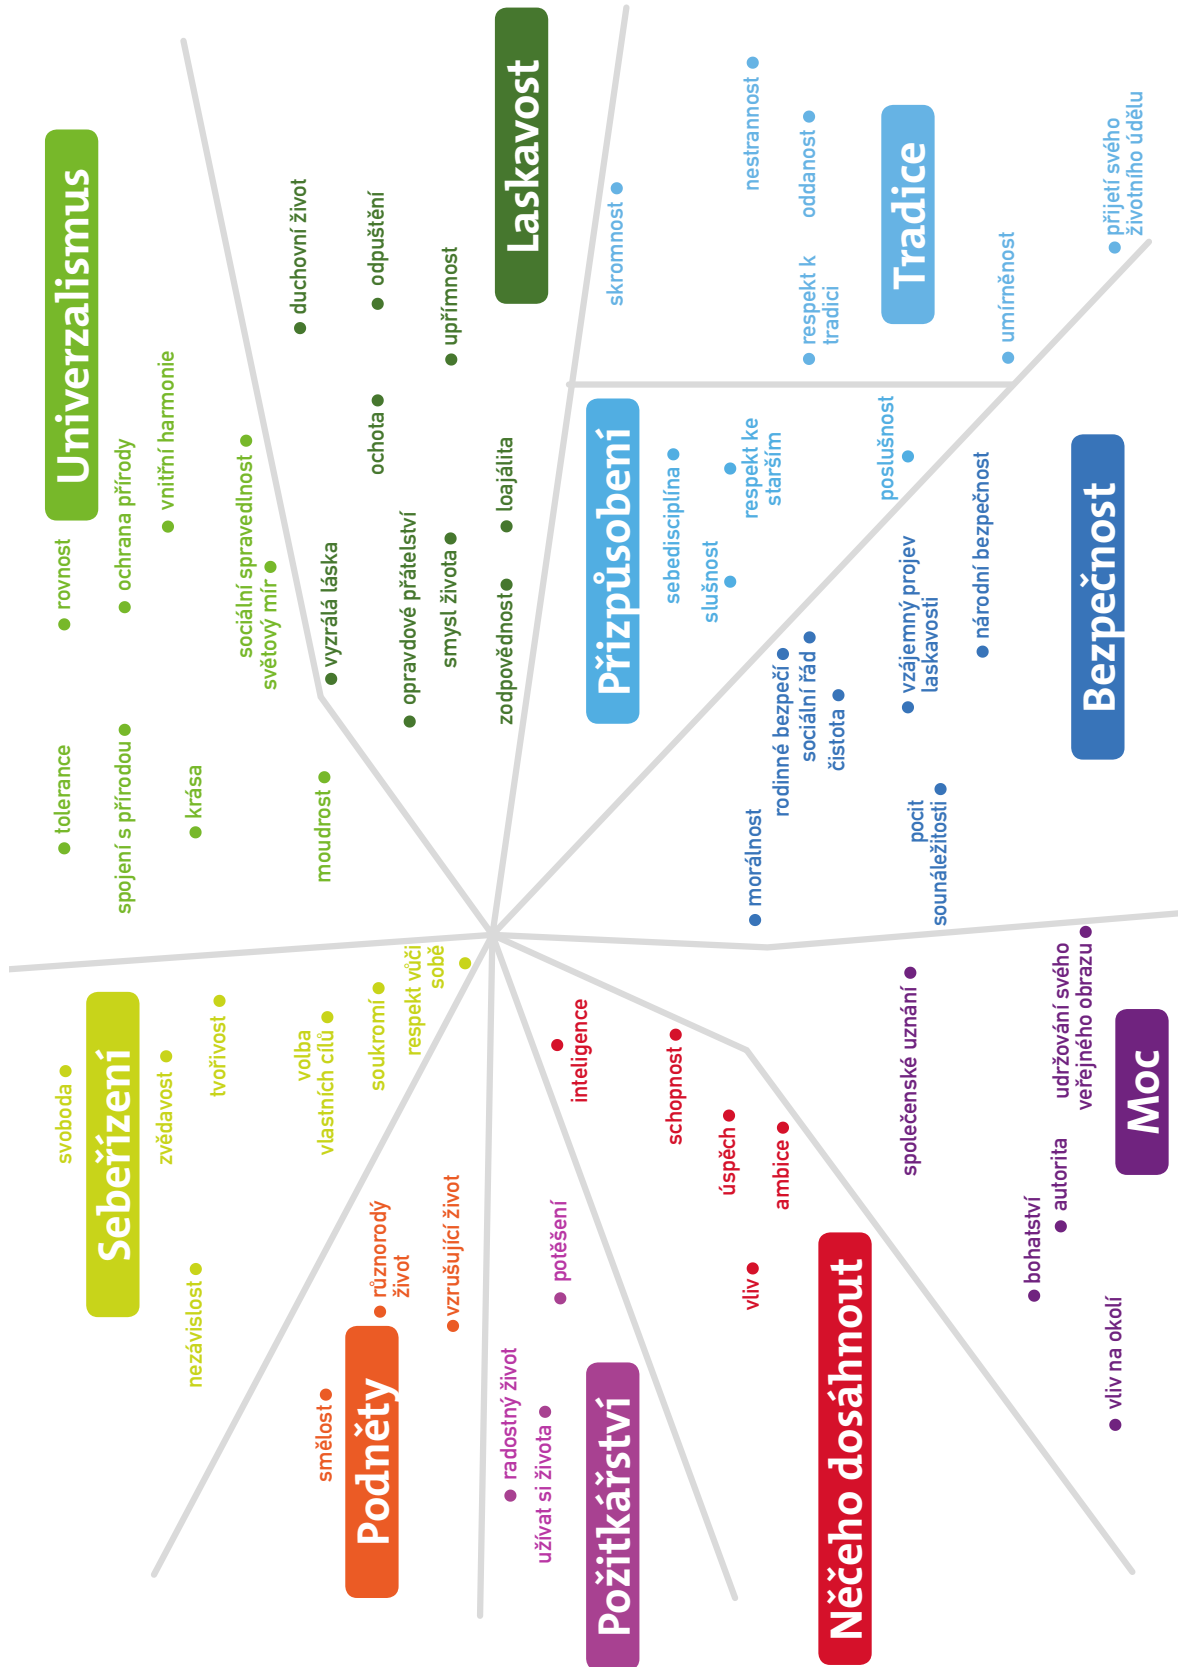 Univerzalismus
rovnost
ochrana přírody
vnitřní harmonie
sociální spravedlnost
světový mír
tolerance
spojení s přírodou
krása
moudrost
Laskavost
duchovní život
odpuštění
upřímnost
ochota
loajálita
vyzrálá láska
opravdové přátelství
smysl života
zodpovědnost
Tradice
skromnost
nestrannost
oddanost
respekt k
tradici
umírněnost
přijetí svého
životního údělu
Přizpůsobení
sebedisciplína
slušnost
respekt ke
starším
poslušnost
Bezpečnost
národní bezpečnost
vzájemný projev
laskavosti
rodinné bezpečí
sociální řád
čistota
morálnost
pocit
sounáležitosti
Moc
společenské uznání
udržování svého
veřejného obrazu
autorita
bohatství
vliv na okolí
Něčeho dosáhnout
inteligence
schopnost
úspěch
ambice
vliv
Požitkářství
potěšení
radostný život
užívat si života
Podněty
různorodý
život
vzrušující život
smělost
Sebeřízení
svoboda
zvědavost
tvořivost
volba
vlastních cílů
soukromí
respekt vůči
sobě
nezávislost